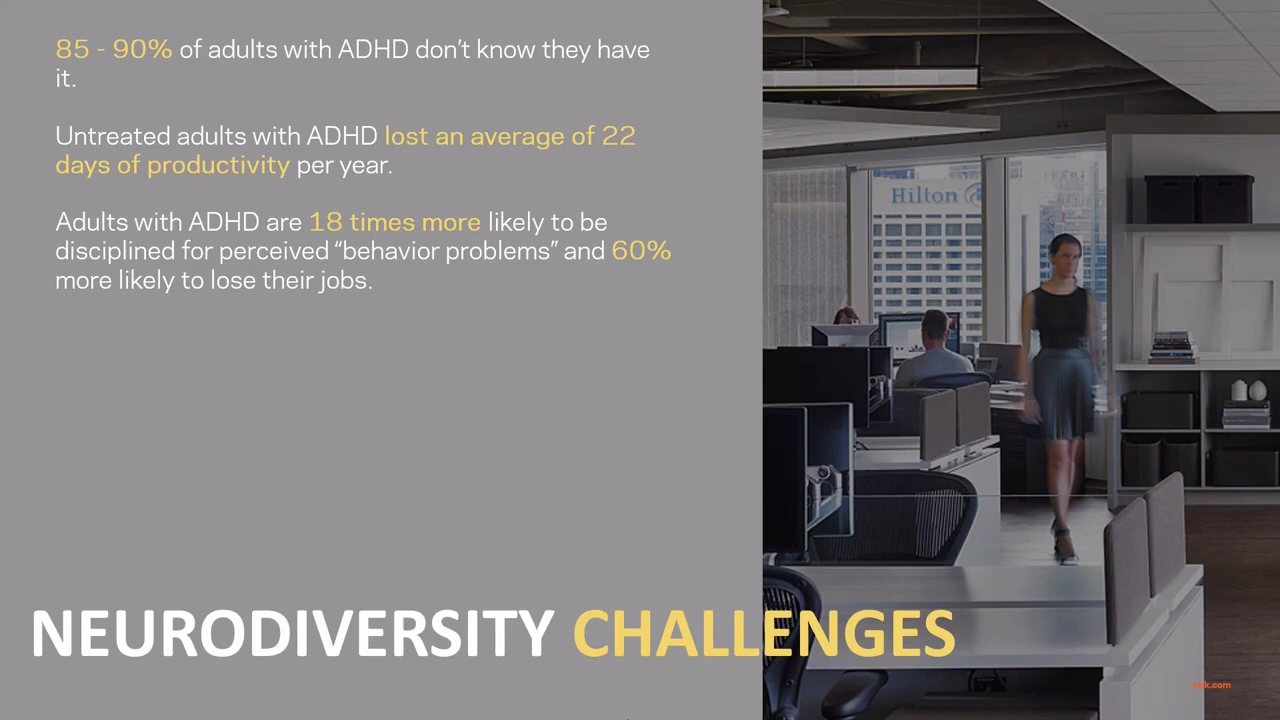 85 - 90% of adults with ADHD don’t know they have
it.
Untreated adults with ADHD lost an average of 22
days of productivity per year.
Adults with ADHD are 18 times more likely to be
disciplined for perceived “behavior problems” and 60%
more likely to lose their jobs.
Hilton
NEURODIVERSITY CHALLENGES